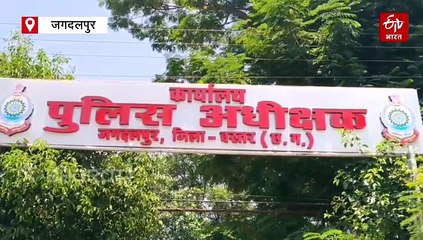 जगदलपुर
etv
भारत
कार्यालय
पुलिस अधीक्षक
जगदलपुर, जिला - बस्तर ( छ. ग. )